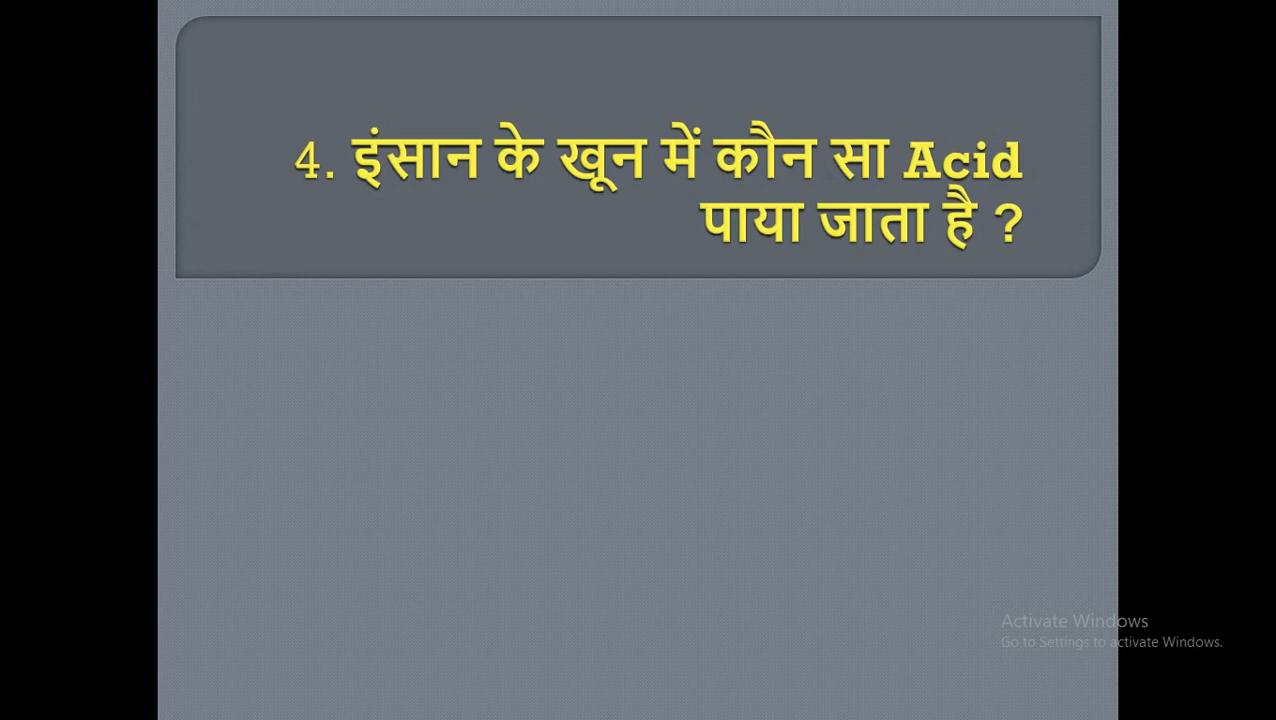 4. इंसान के खून में कौन सा Acid
पाया जाता है ?
Activate Windows
Go to Settings to activate Windows.